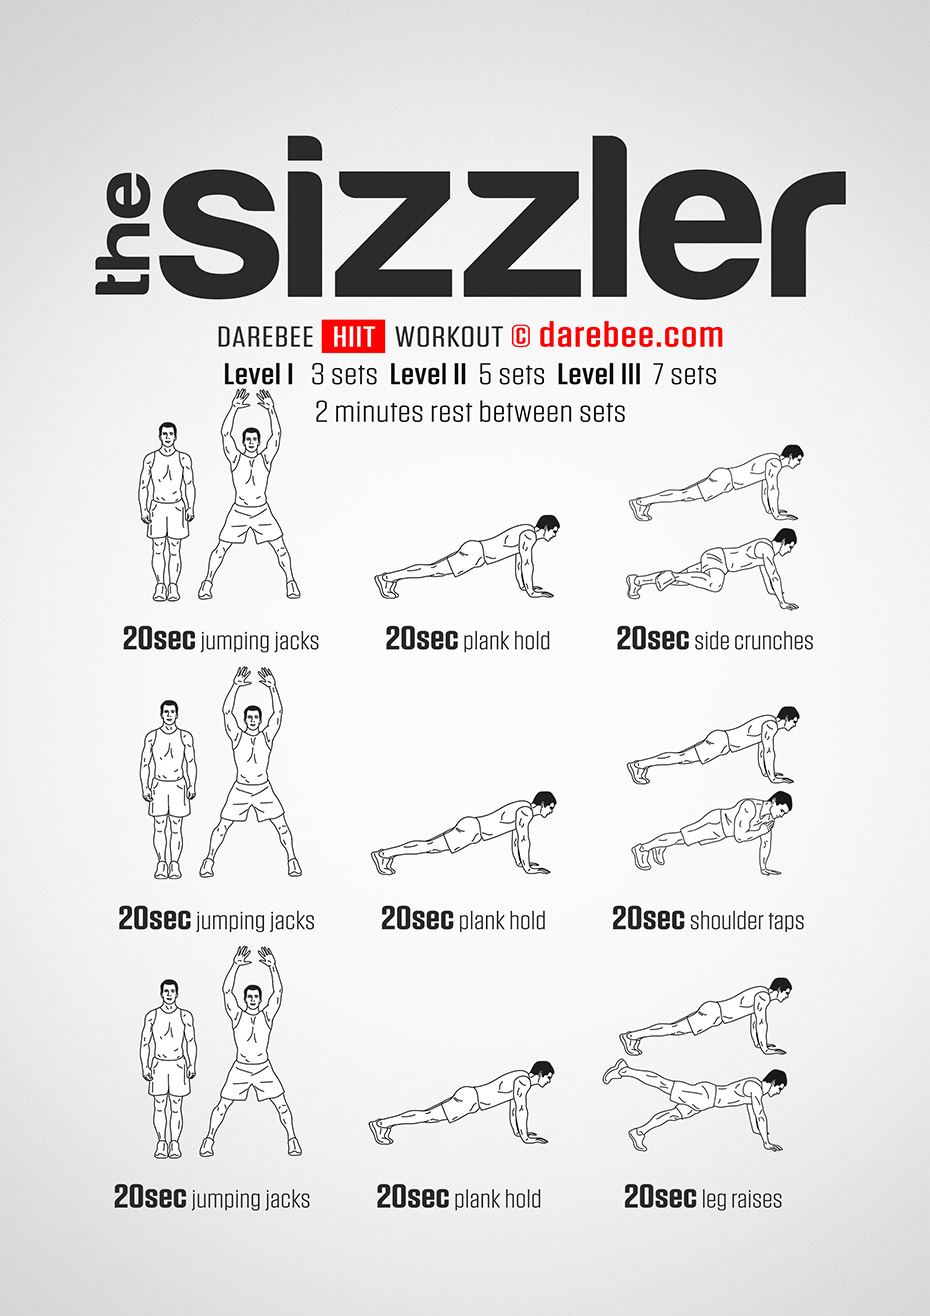 the sizzler
DAREBEE HIIT WORKOUT © darebee.com
Level I 3 sets Level II 5 sets Level III 7 sets
2 minutes rest between sets
20sec jumping jacks
20sec plank hold
20sec side crunches
20sec jumping jacks
20sec plank hold
20sec shoulder taps
20sec jumping jacks
20sec plank hold
20sec leg raises